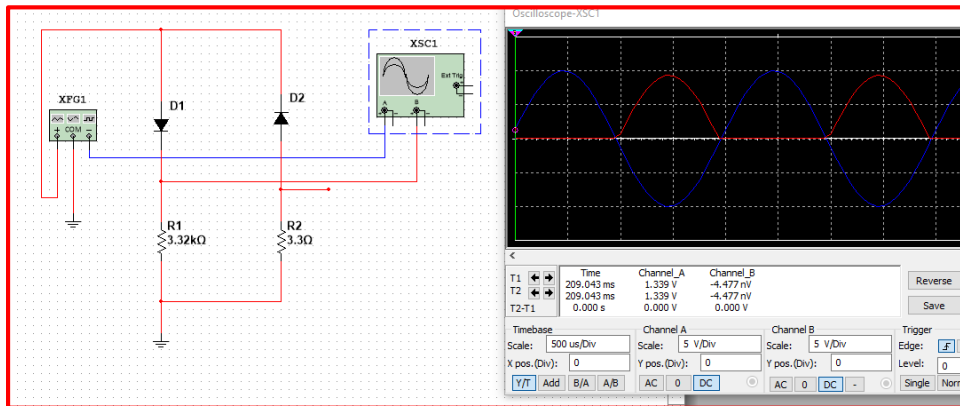 Oscilloscope-XSC1
XSC1
Ext Trig
A B
XFG1
COM
D1
D2
R1
3.32kΩ
R2
3.3Ω
T1
T2
T2-T1
Time Channel_A Channel_B
209.043 ms 1.339 V -4.477 nV
209.043 ms 1.339 V -4.477 nV
0.000 s 0.000 V 0.000 V
Reverse
Save
Timebase
Scale: 500 us/Div
X pos.(Div): 0
Y/T Add B/A A/B
Channel A
Scale: 5 V/Div
Y pos.(Div): 0
AC 0 DC
Channel B
Scale: 5 V/Div
Y pos.(Div): 0
AC 0 DC -
Trigger
Edge:
Level: 0
Single